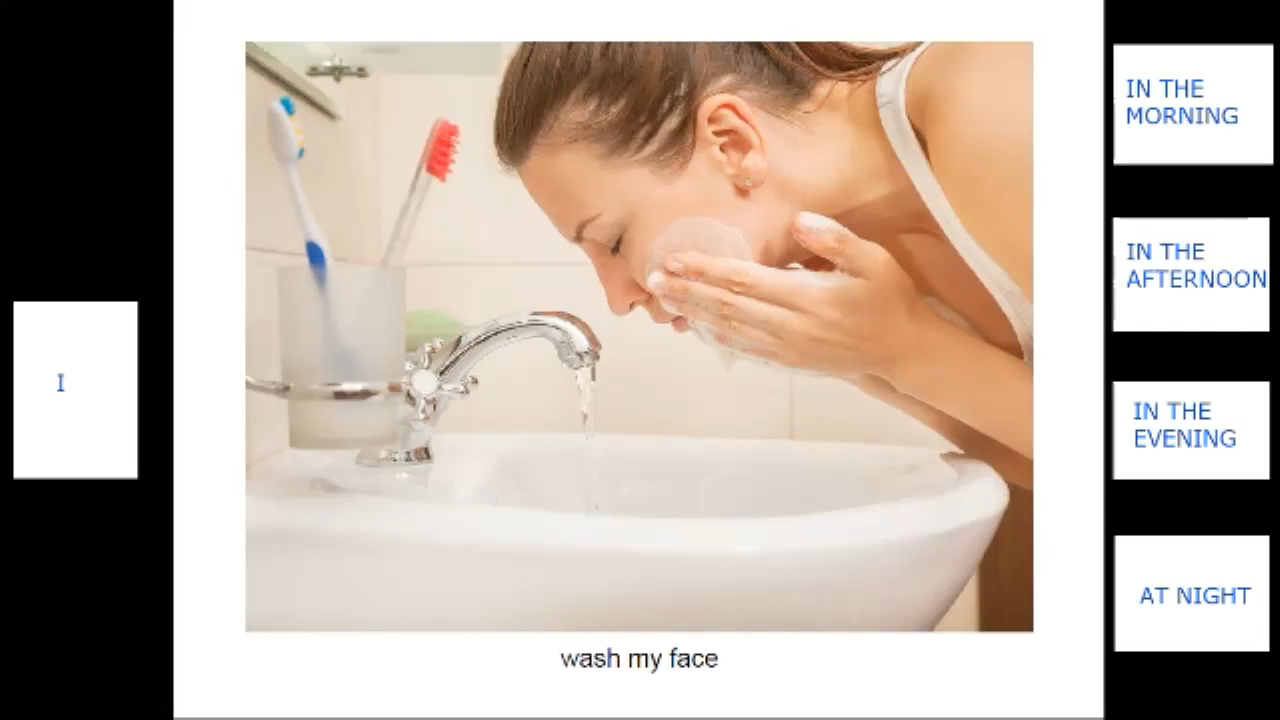 I
wash my face
IN THE
MORNING
IN THE
AFTERNOON
IN THE
EVENING
AT NIGHT